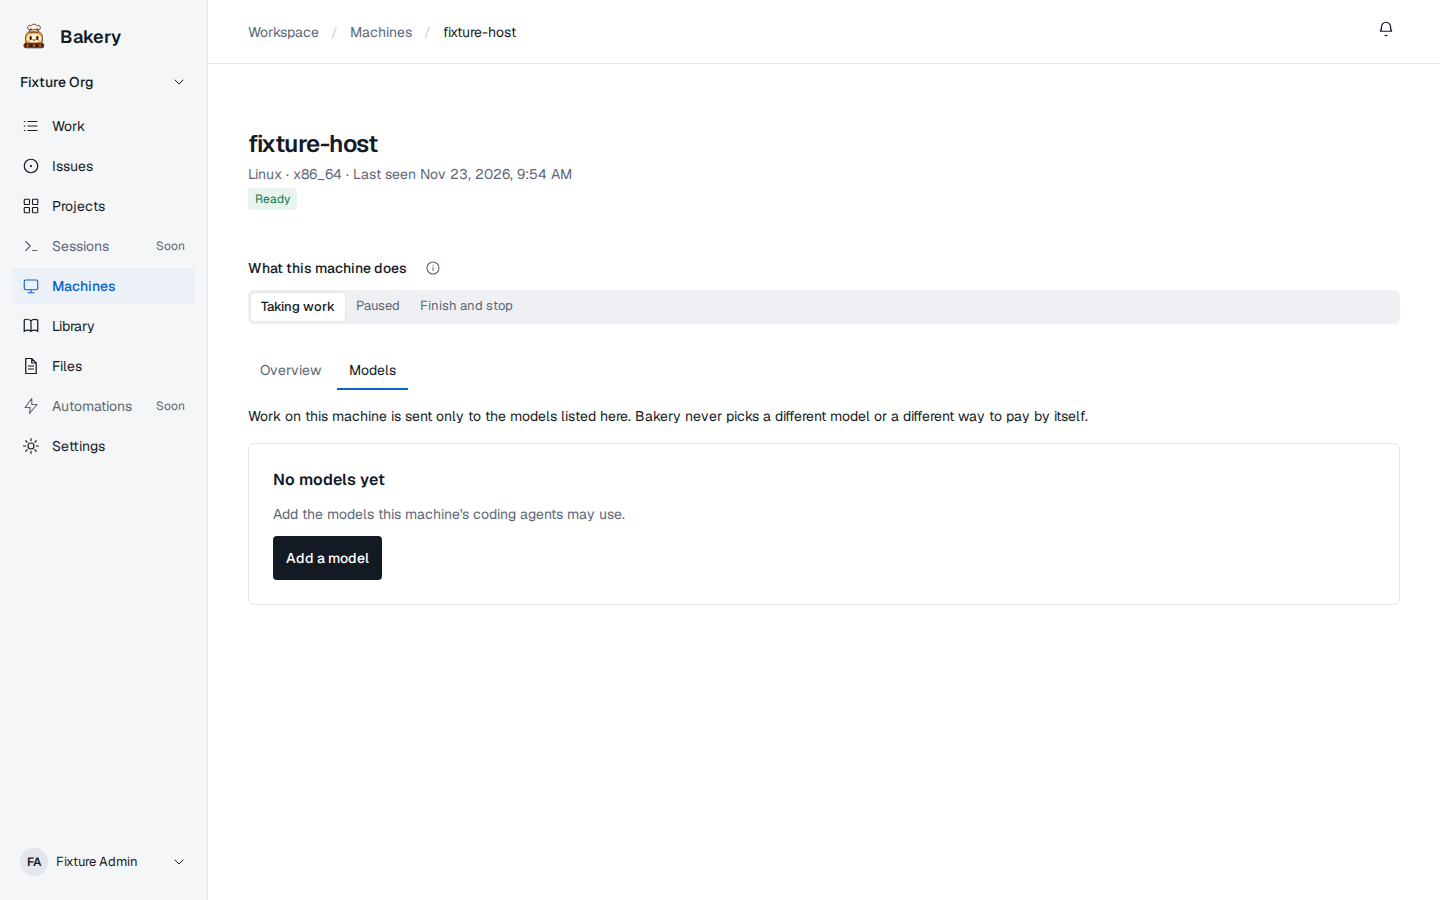 Bakery
Fixture Org
Work
Issues
Projects
Sessions Soon
Machines
Library
Files
Automations Soon
Settings
FA Fixture Admin
Workspace / Machines / fixture-host
fixture-host
Linux · x86_64 · Last seen Nov 23, 2026, 9:54 AM
Ready
What this machine does
Taking work Paused Finish and stop
Overview Models
Work on this machine is sent only to the models listed here. Bakery never picks a different model or a different way to pay by itself.
No models yet
Add the models this machine's coding agents may use.
Add a model